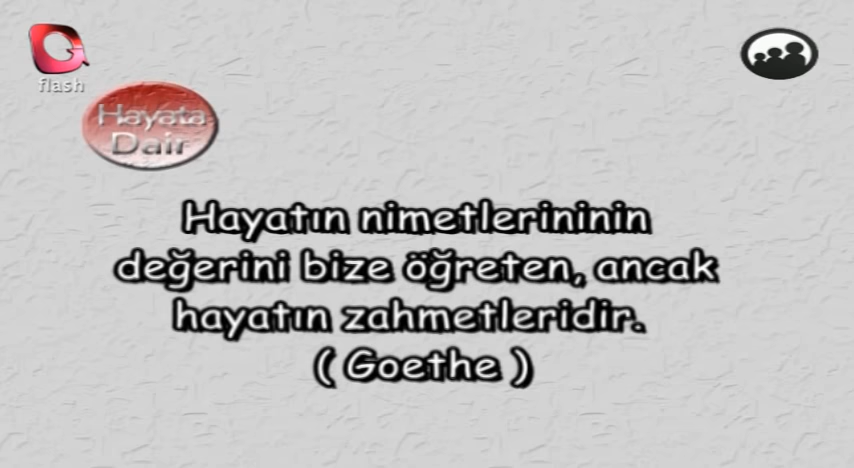 flash
Hayata
Dair
Hayatın nimetlerininin
değerini bize öğreten, ancak
hayatın zahmetleridir.
( Goethe )